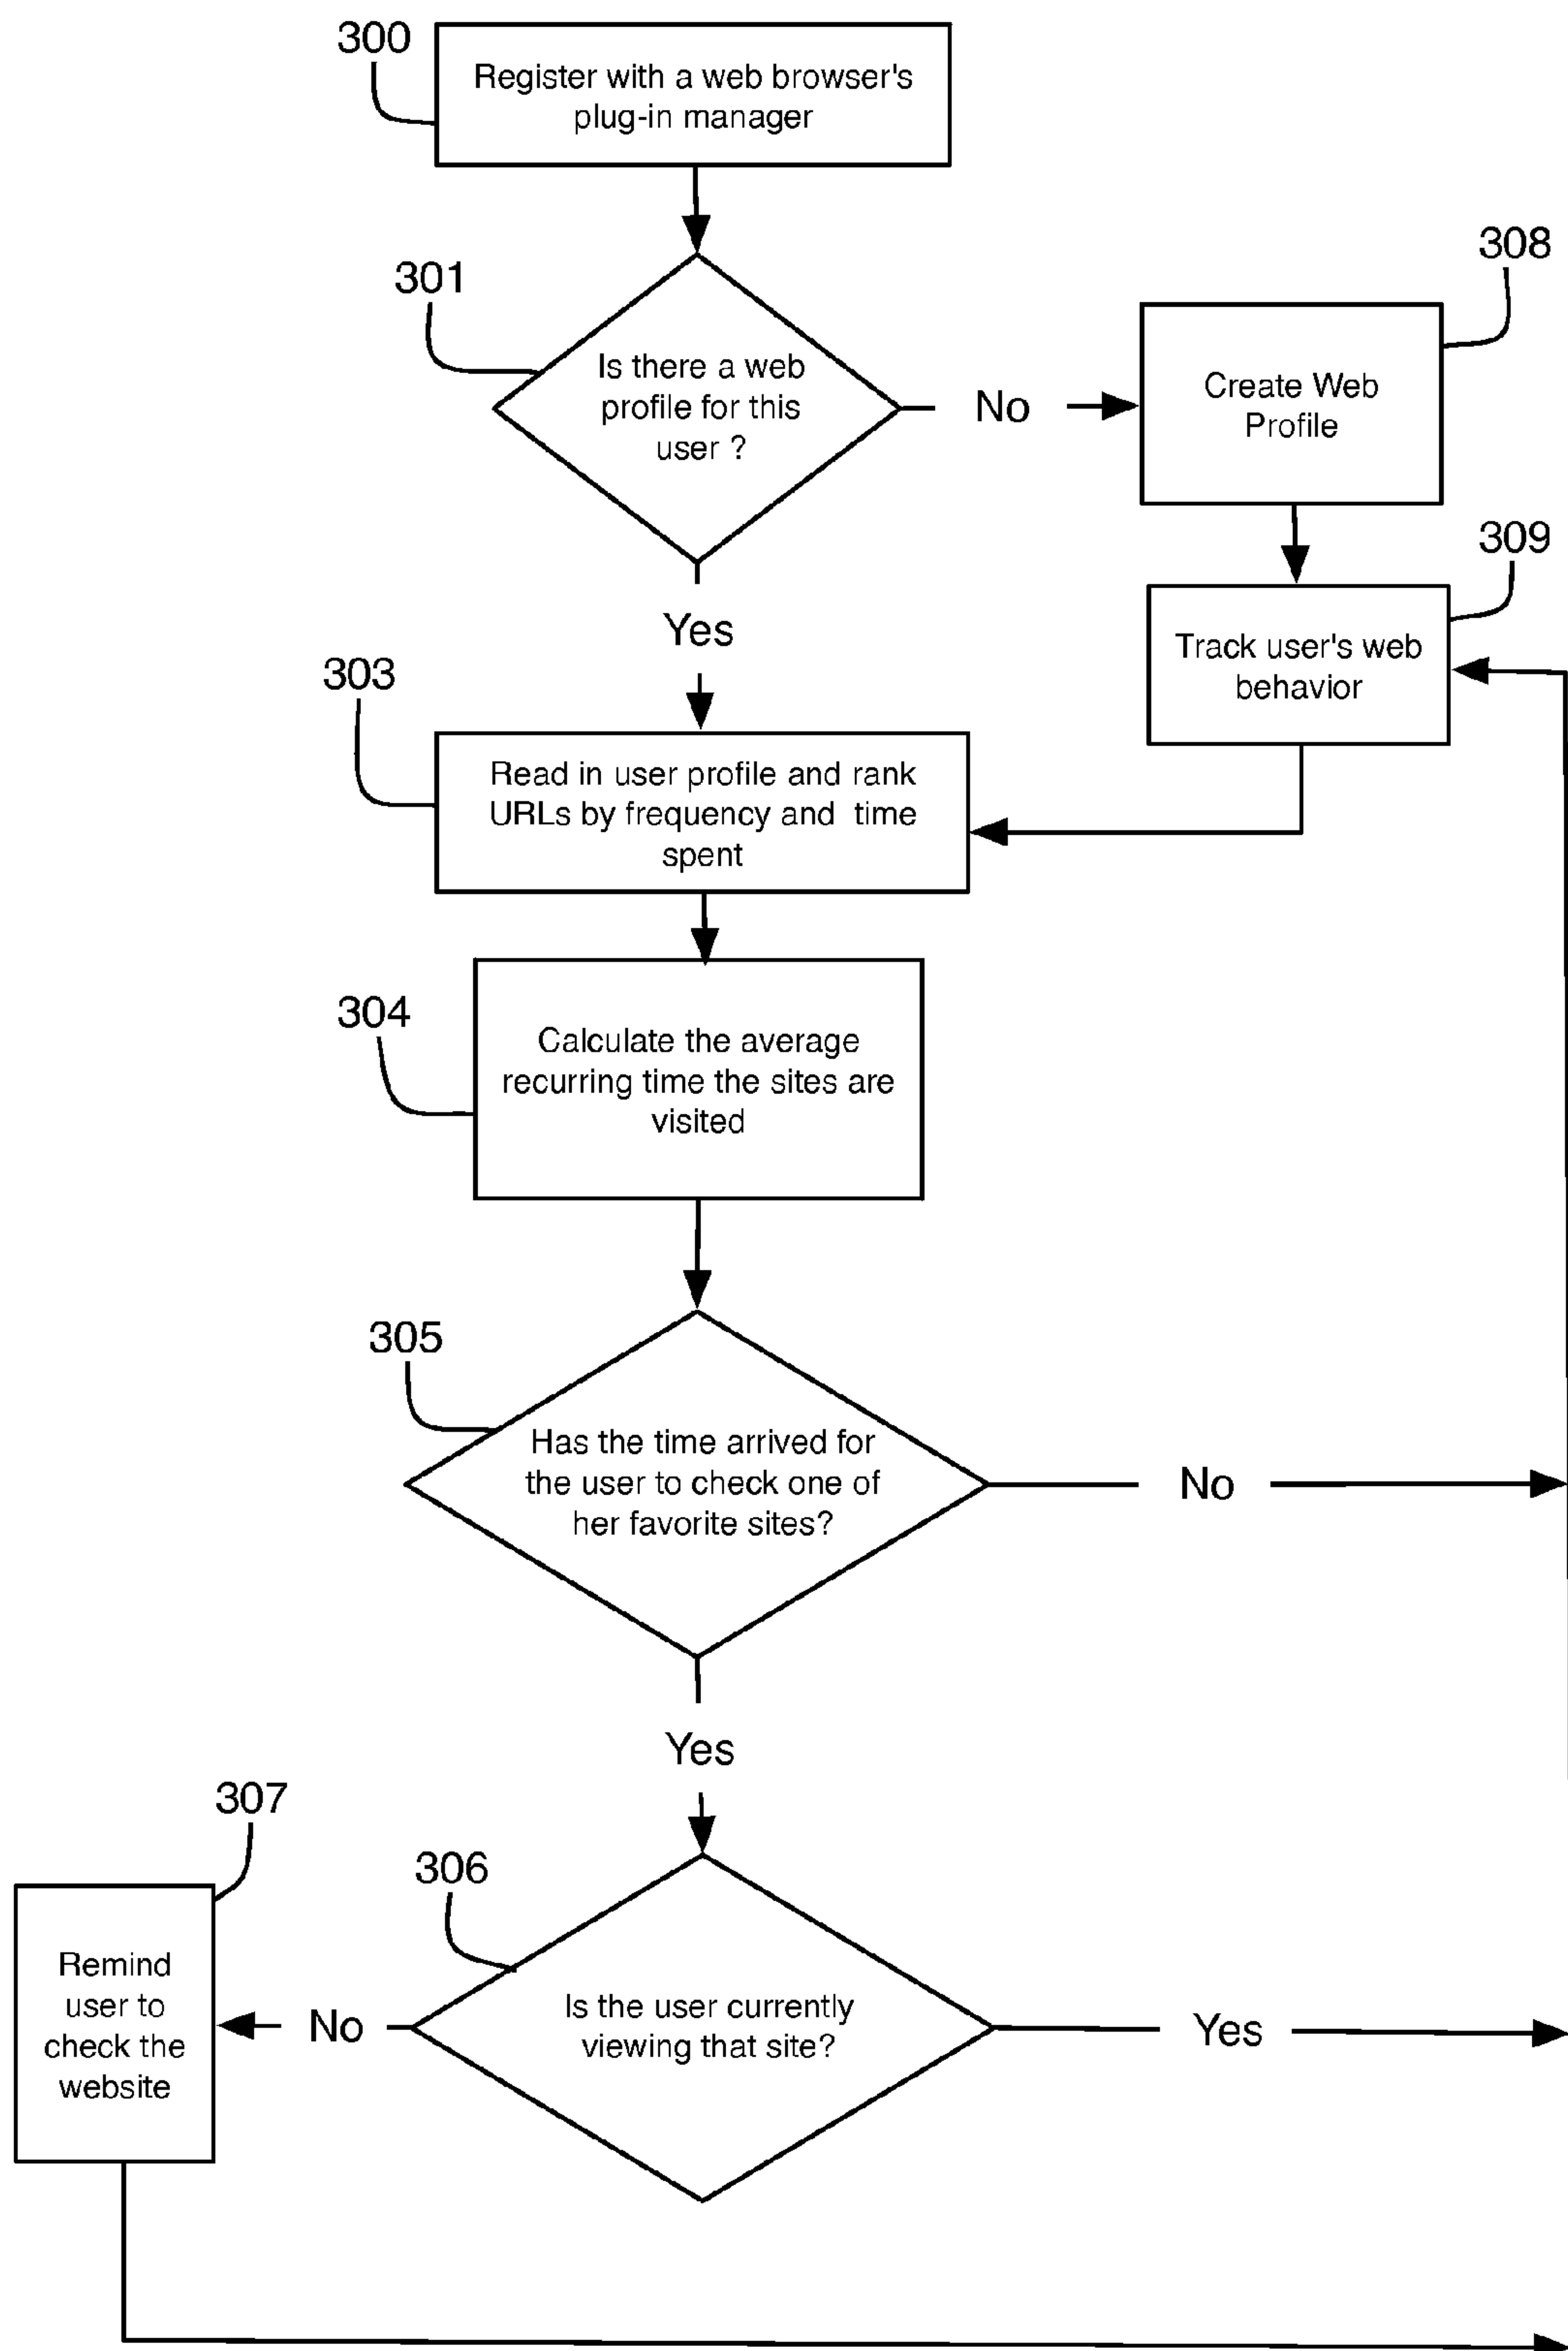 300
Register with a web browser's
plug-in manager
301
Is there a web
profile for this
user ?
No
308
Create Web
Profile
309
Track user's web
behavior
Yes
303
Read in user profile and rank
URLs by frequency and  time
spent
304
Calculate the average
recurring time the sites are
visited
305
Has the time arrived for
the user to check one of
her favorite sites?
No
Yes
307
Remind
user to
check the
website
No
306
Is the user currently
viewing that site?
Yes